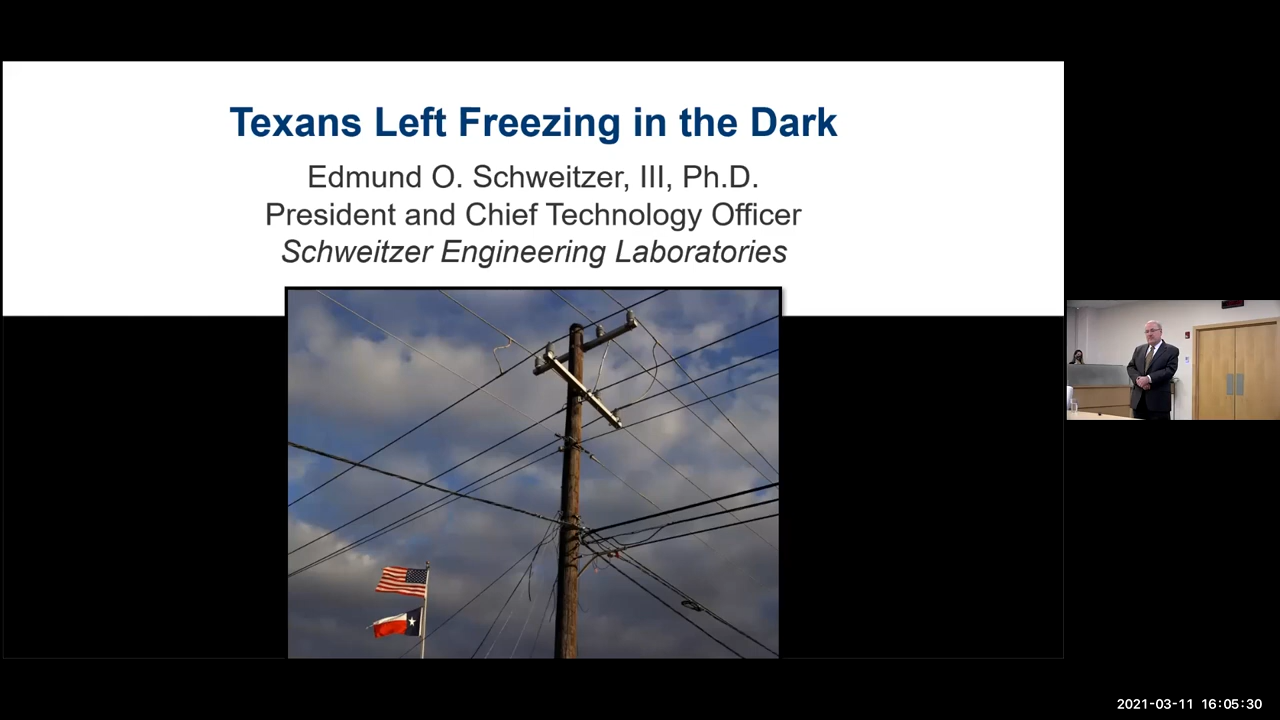 Texans Left Freezing in the Dark
Edmund O. Schweitzer, III, Ph.D.
President and Chief Technology Officer
Schweitzer Engineering Laboratories
2021-03-11 16:05:30